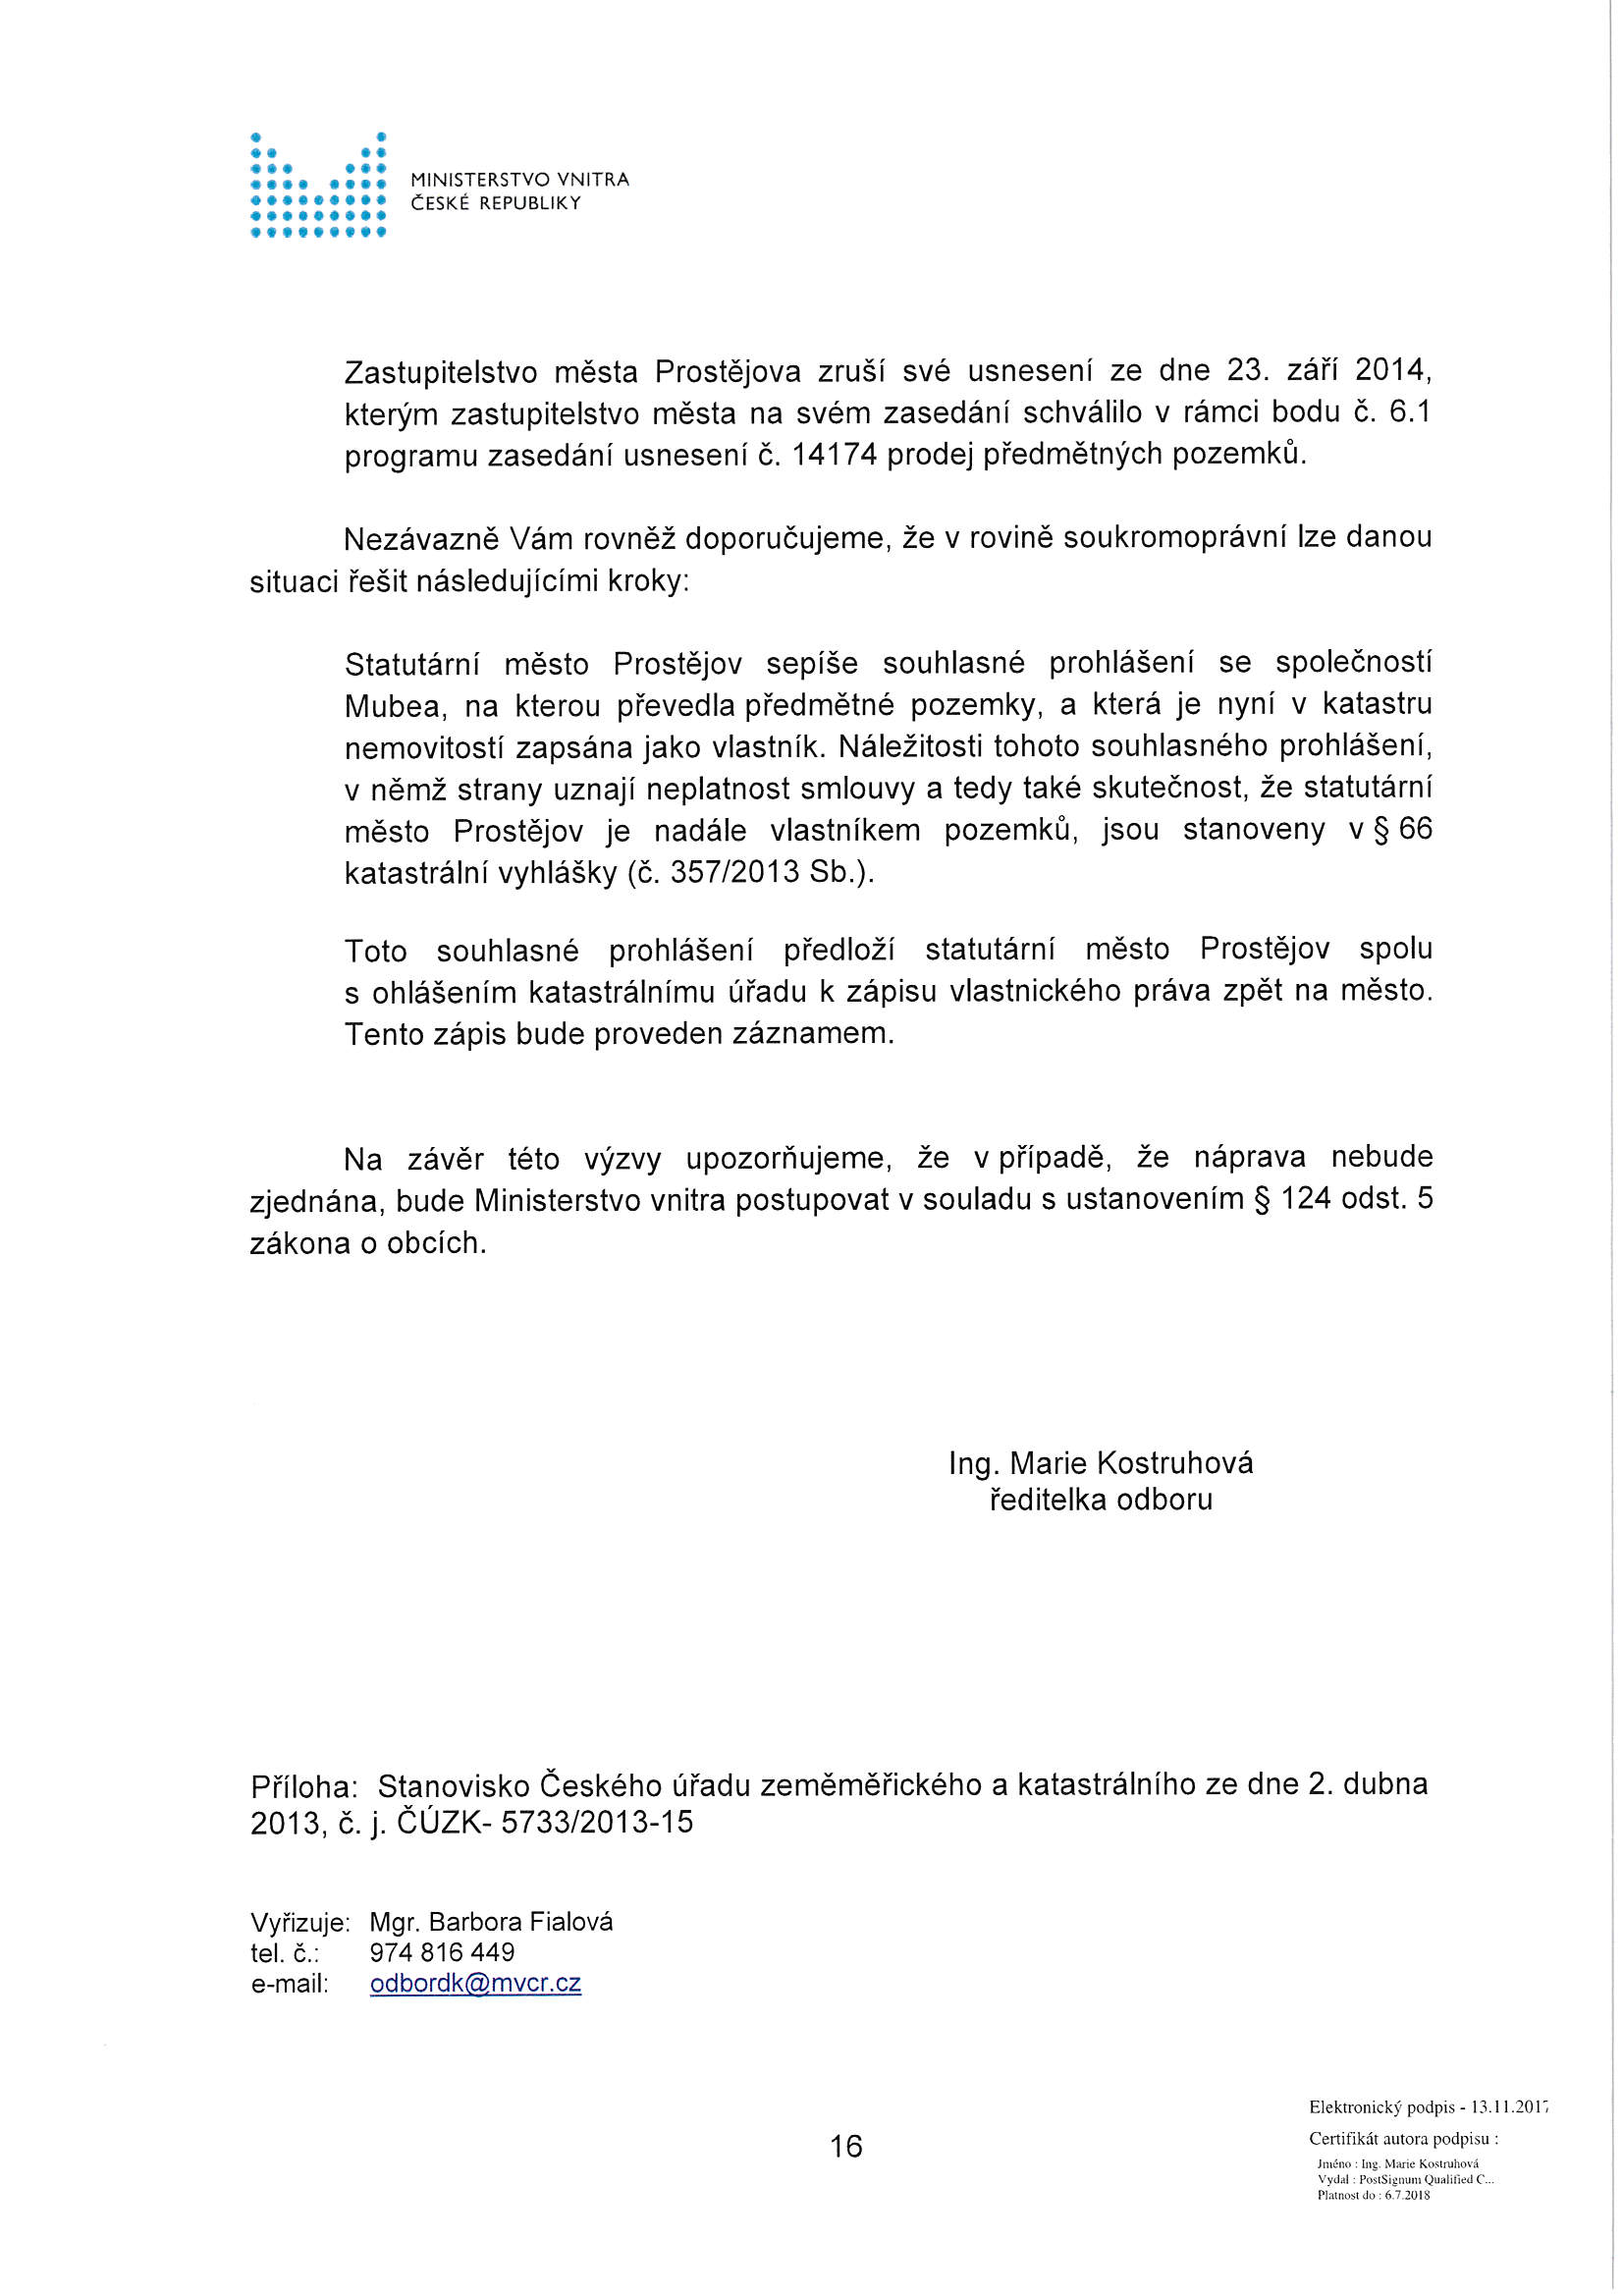 MINISTERSTVO VNITRA
ČESKÉ REPUBLIKY
Zastupitelstvo města Prostějova zruší své usnesení ze dne 23. září 2014,
kterým zastupitelstvo města na svém zasedání schválilo v rámci bodu č. 6.1
programu zasedání usnesení č. 14174 prodej předmětných pozemků.
Nezávazně Vám rovněž doporučujeme, že v rovině soukromoprávní lze danou
situaci řešit následujícími kroky:
Statutární město Prostějov sepíše souhlasné prohlášení se společností
Mubea, na kterou převedla předmětné pozemky, a která je nyní v katastru
nemovitostí zapsána jako vlastník. Náležitosti tohoto souhlasného prohlášení,
v němž strany uznají neplatnost smlouvy a tedy také skutečnost, že statutární
město Prostějov je nadále vlastníkem pozemků, jsou stanoveny v § 66
katastrální vyhlášky (č. 357/2013 Sb.).
Toto souhlasné prohlášení předloží statutární město Prostějov spolu
s ohlášením katastrálnímu úřadu k zápisu vlastnického práva zpět na město.
Tento zápis bude proveden záznamem.
Na závěr této výzvy upozorňujeme, že v případě, že náprava nebude
zjednána, bude Ministerstvo vnitra postupovat v souladu s ustanovením § 124 odst. 5
zákona o obcích.
Ing. Marie Kostruhová
ředitelka odboru
Příloha: Stanovisko Českého úřadu zeměměřického a katastrálního ze dne 2. dubna
2013, č. j. ČÚZK- 5733/2013-15
Vyřizuje: Mgr. Barbora Fialová
tel. č.: 974 816 449
e-mail: odbordk@mvcr.cz
16
Elektronický podpis - 13.11.2017
Certifikát autora podpisu :
Jméno : Ing. Marie Kostruhová
Vydal : PostSignum Qualified C...
Platnost do : 6.7.2018